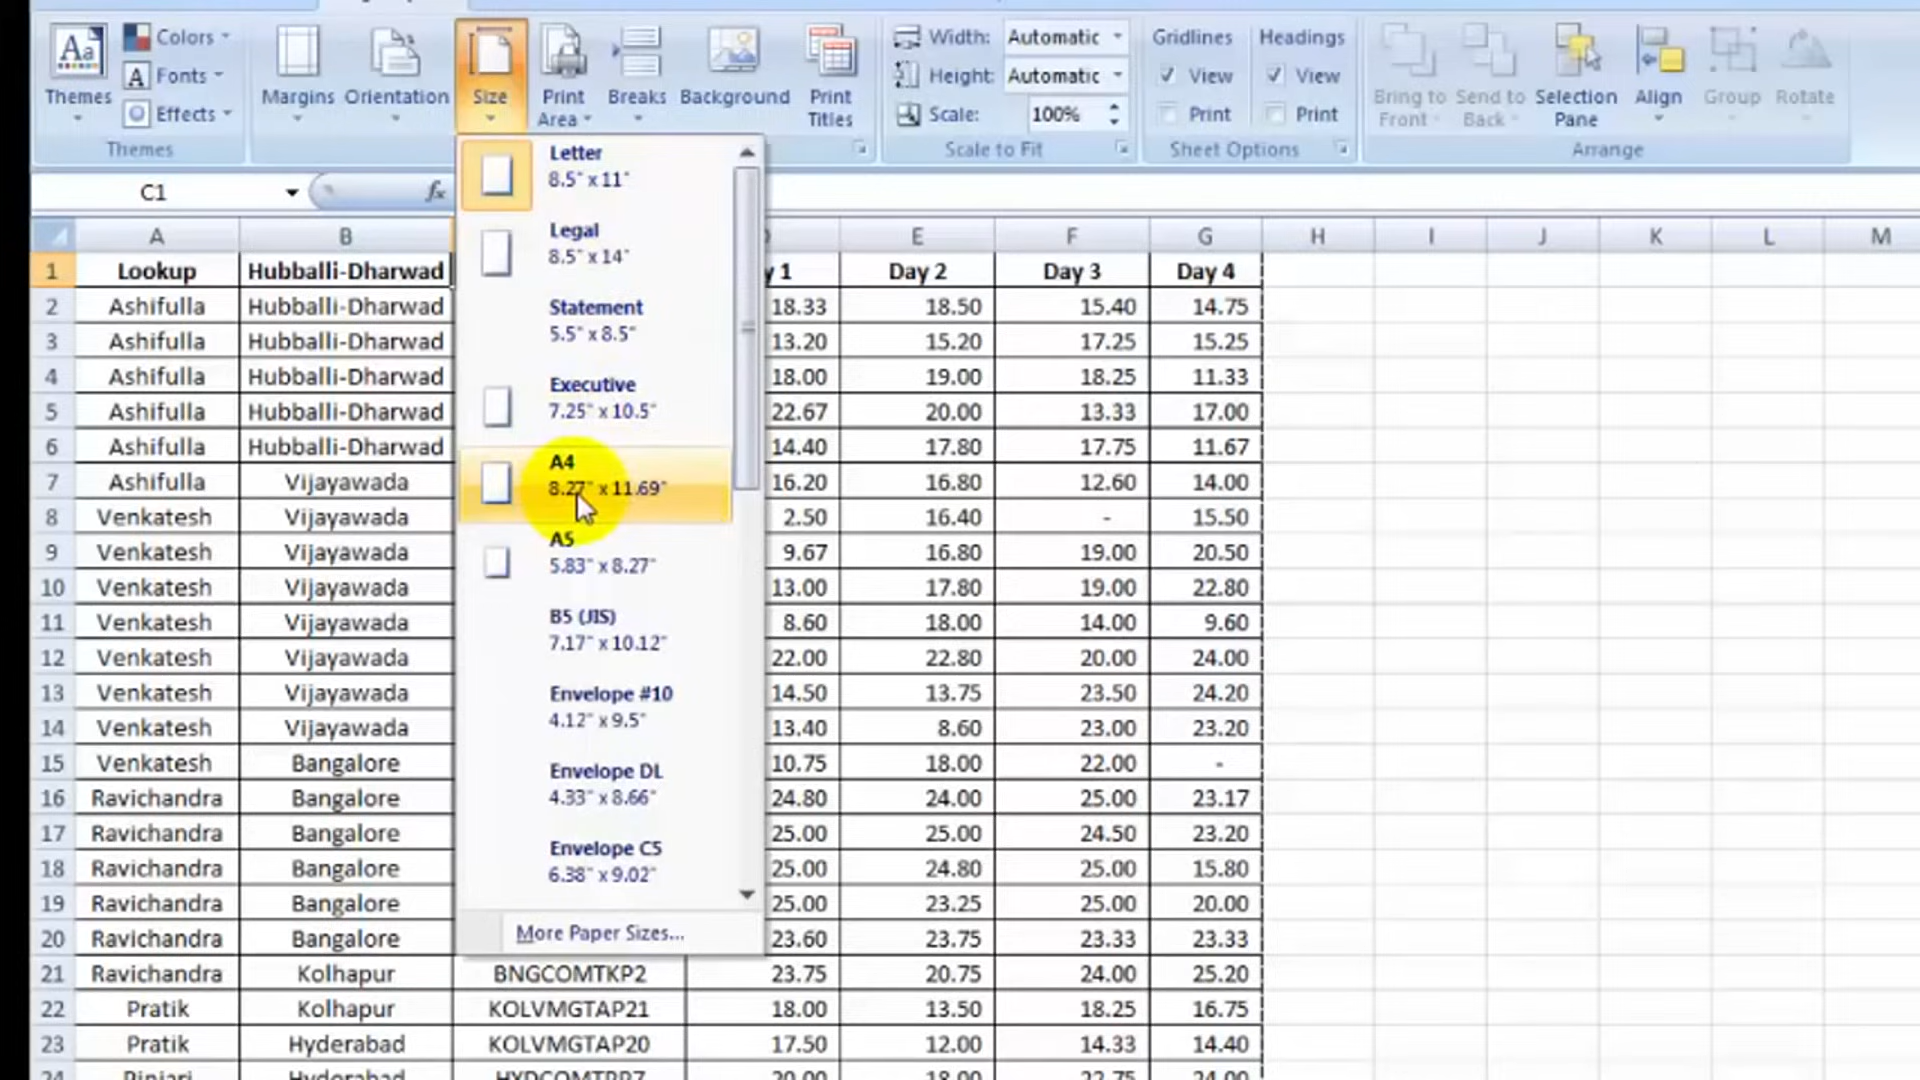 Colors
Fonts
Effects
Themes
Themes
Margins
Orientation
Size
Print
Area
Breaks
Background
Print
Titles
Width: Automatic
Height: Automatic
Scale: 100%
Scale to Fit
Gridlines
View
Print
Headings
View
Print
Sheet Options
Bring to
Front
Send to
Back
Selection
Pane
Align
Group
Rotate
Arrange
C1
fx
Letter
8.5" x 11"
Legal
8.5" x 14"
Statement
5.5" x 8.5"
Executive
7.25" x 10.5"
A4
8.27" x 11.69"
A5
5.83" x 8.27"
B5 (JIS)
7.17" x 10.12"
Envelope #10
4.12" x 9.5"
Envelope DL
4.33" x 8.66"
Envelope C5
6.38" x 9.02"
More Paper Sizes...
A B E F G H I J K L M
1 Lookup Hubballi-Dharwad y 1 Day 2 Day 3 Day 4
2 Ashifulla Hubballi-Dharwad 18.33 18.50 15.40 14.75
3 Ashifulla Hubballi-Dharwad 13.20 15.20 17.25 15.25
4 Ashifulla Hubballi-Dharwad 18.00 19.00 18.25 11.33
5 Ashifulla Hubballi-Dharwad 22.67 20.00 13.33 17.00
6 Ashifulla Hubballi-Dharwad 14.40 17.80 17.75 11.67
7 Ashifulla Vijayawada 16.20 16.80 12.60 14.00
8 Venkatesh Vijayawada 2.50 16.40 - 15.50
9 Venkatesh Vijayawada 9.67 16.80 19.00 20.50
10 Venkatesh Vijayawada 13.00 17.80 19.00 22.80
11 Venkatesh Vijayawada 8.60 18.00 14.00 9.60
12 Venkatesh Vijayawada 22.00 22.80 20.00 24.00
13 Venkatesh Vijayawada 14.50 13.75 23.50 24.20
14 Venkatesh Vijayawada 13.40 8.60 23.00 23.20
15 Venkatesh Bangalore 10.75 18.00 22.00 -
16 Ravichandra Bangalore 24.80 24.00 25.00 23.17
17 Ravichandra Bangalore 25.00 25.00 24.50 23.20
18 Ravichandra Bangalore 25.00 24.80 25.00 15.80
19 Ravichandra Bangalore 25.00 23.25 25.00 20.00
20 Ravichandra Bangalore 23.60 23.75 23.33 23.33
21 Ravichandra Kolhapur BNGCOMTKP2 23.75 20.75 24.00 25.20
22 Pratik Kolhapur KOLVMGTAP21 18.00 13.50 18.25 16.75
23 Pratik Hyderabad KOLVMGTAP20 17.50 12.00 14.33 14.40
24 Hyderabad 20.00 18.00 22.75 24.00